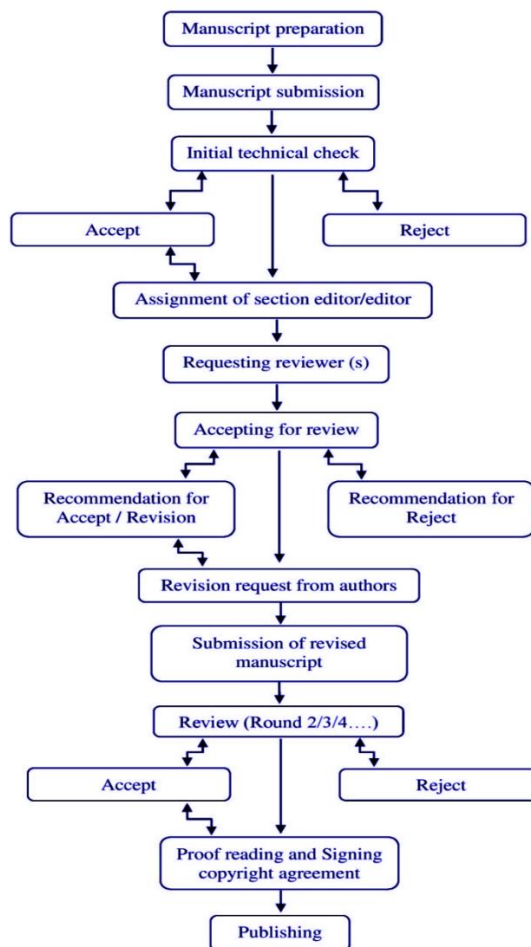 Manuscript preparation
Manuscript submission
Initial technical check
Accept
Reject
Assignment of section editor/editor
Requesting reviewer (s)
Accepting for review
Recommendation for
Accept / Revision
Recommendation for
Reject
Revision request from authors
Submission of revised
manuscript
Review (Round 2/3/4....)
Accept
Reject
Proof reading and Signing
copyright agreement
Publishing